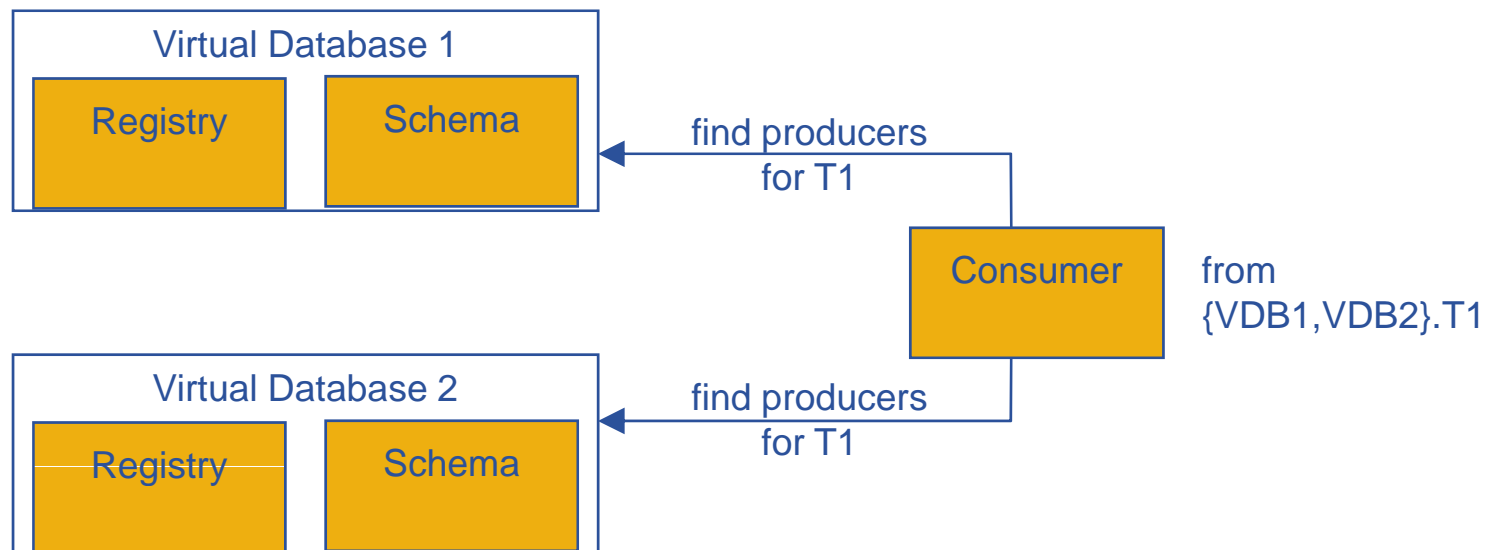 Virtual Database 1
Registry
Schema
find producers
for T1
Consumer
from
{VDB1,VDB2}.T1
Virtual Database 2
Registry
Schema
find producers
for T1